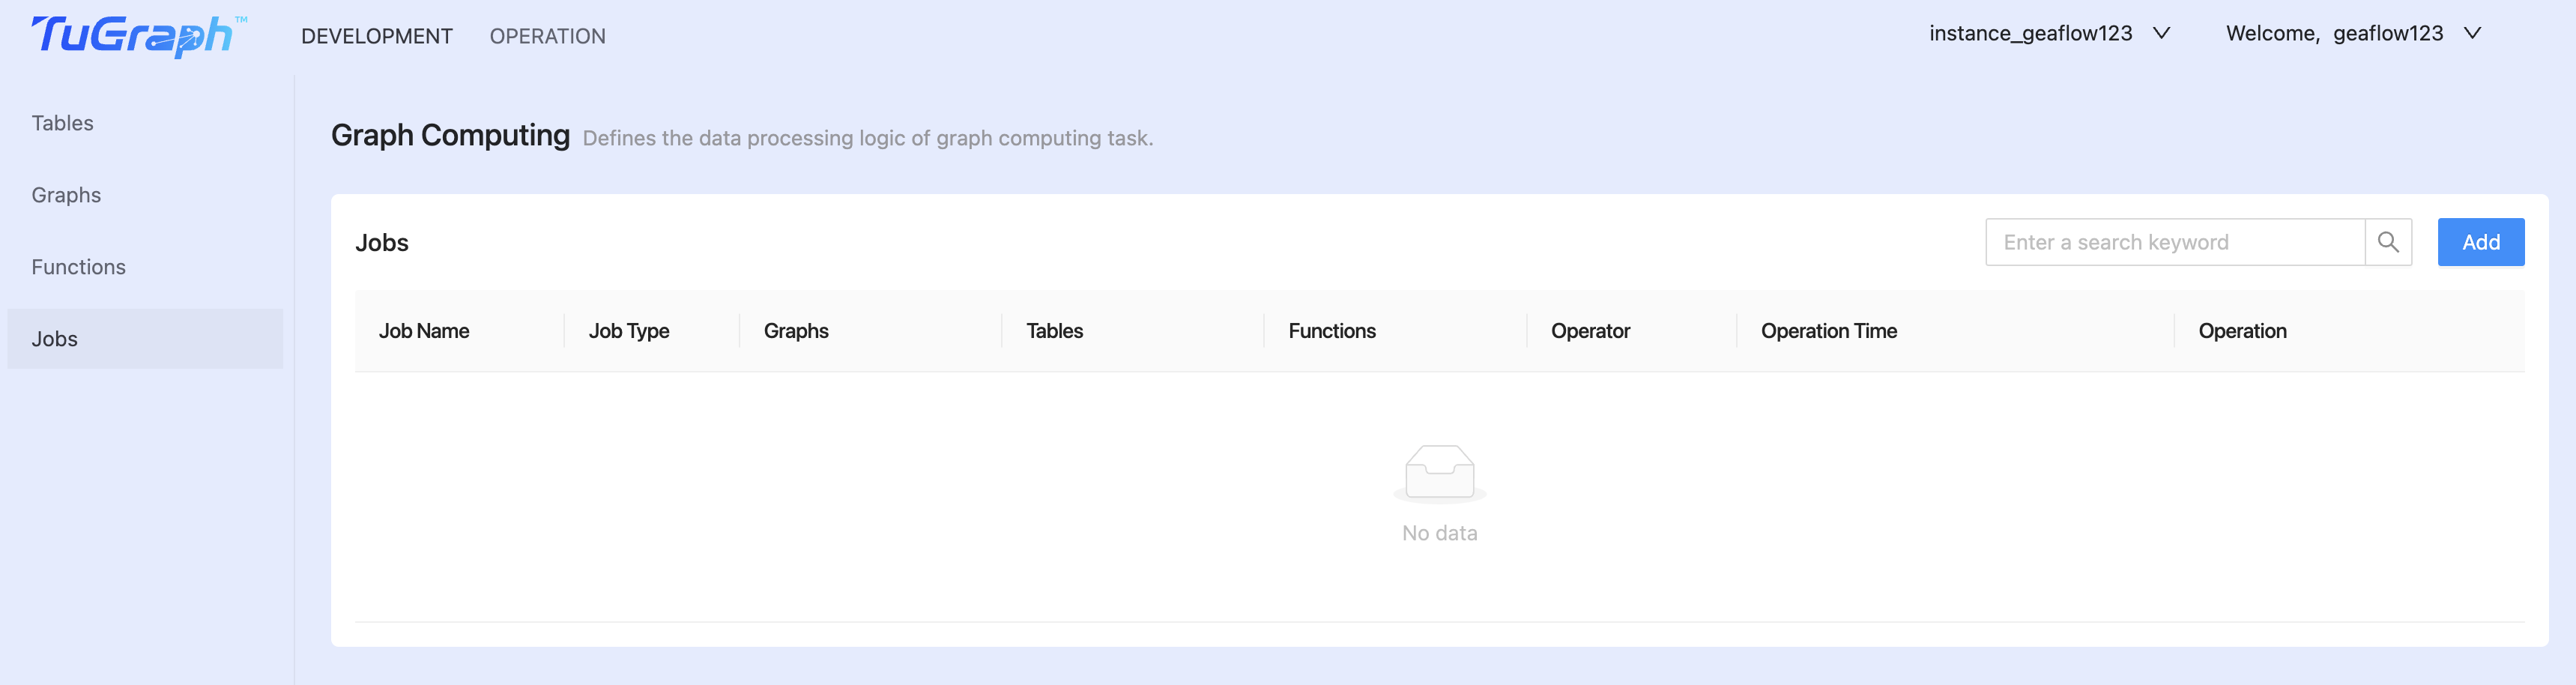 TuGraph™
DEVELOPMENT OPERATION
instance_geaflow123
Welcome, geaflow123
Tables
Graphs
Functions
Jobs
Graph Computing Defines the data processing logic of graph computing task.
Jobs
Enter a search keyword
Add
Job Name Job Type Graphs Tables Functions Operator Operation Time Operation
No data